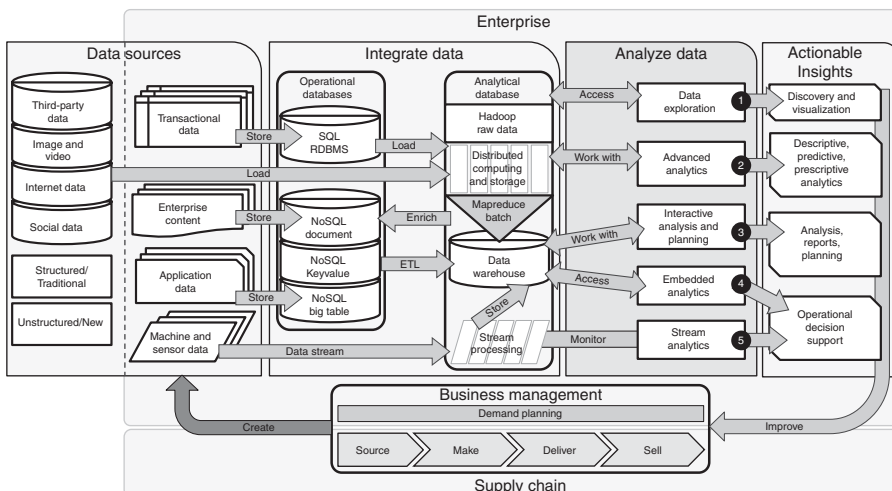 Enterprise
Data sources
Third-party
data
Image and
video
Internet data
Social data
Structured/
Traditional
Unstructured/New
Transactional
data
Enterprise
content
Application
data
Machine and
sensor data
Store
Load
Store
Store
Data stream
Integrate data
Operational
databases
SQL
RDBMS
NoSQL
document
NoSQL
Keyvalue
NoSQL
big table
Load
Enrich
ETL
Analytical
database
Hadoop
raw data
Distributed
computing
and storage
Mapreduce
batch
Data
warehouse
Store
Stream
processing
Access
Work with
Work with
Access
Monitor
Analyze data
Data
exploration
1
Advanced
analytics
2
Interactive
analysis and
planning
3
Embedded
analytics
4
Stream
analytics
5
Actionable
Insights
Discovery and
visualization
Descriptive,
predictive,
prescriptive
analytics
Analysis,
reports,
planning
Operational
decision
support
Create
Business management
Demand planning
Source
Make
Deliver
Sell
Improve
Supply chain